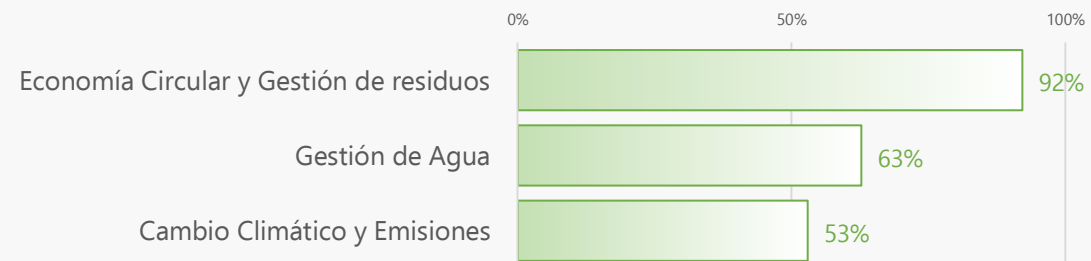 0% 50% 100%
Economía Circular y Gestión de residuos 92%
Gestión de Agua 63%
Cambio Climático y Emisiones 53%